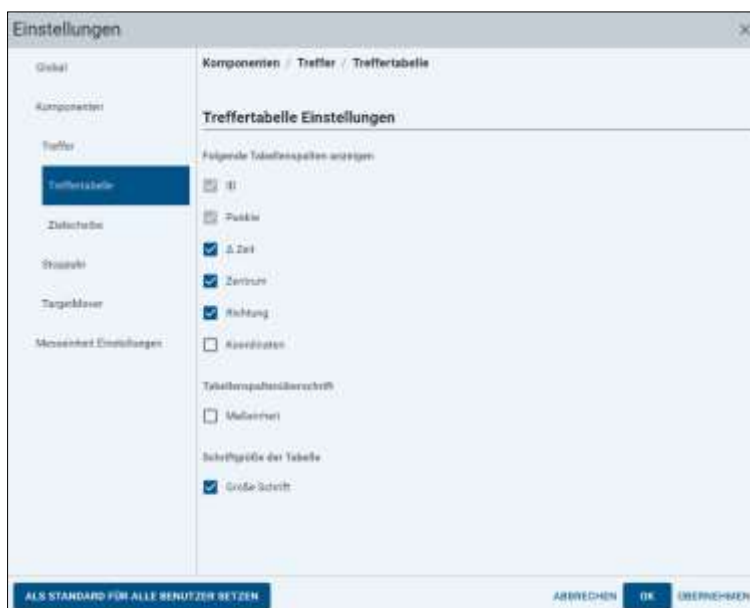 Einstellungen
Global
Komponenten
Treffer
Treffertabelle
Zielscheibe
Stoppuhr
TargetMover
Messeinheit Einstellungen
Komponenten / Treffer / Treffertabelle
Treffertabelle Einstellungen
Folgende Tabellenspalten anzeigen
ID
Punkte
Δ Zeit
Zentrum
Richtung
Koordinaten
Tabellenspaltenüberschrift
Maßeinheit
Schriftgröße der Tabelle
Große Schrift
ALS STANDARD FÜR ALLE BENUTZER SETZEN
ABBRECHEN
OK
ÜBERNEHMEN